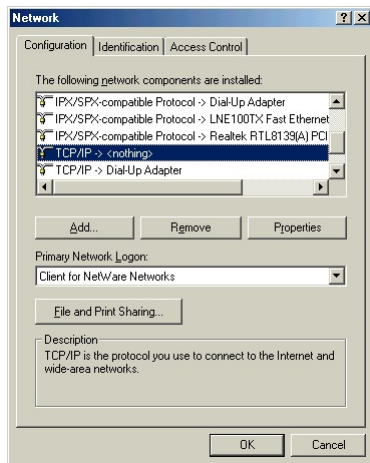 Network
Configuration Identification Access Control
The following network components are installed:
IPX/SPX-compatible Protocol -> Dial-Up Adapter
IPX/SPX-compatible Protocol -> LNE100TX Fast Ethernet
IPX/SPX-compatible Protocol -> Realtek RTL8139(A) PCI
TCP/IP -> <nothing>
TCP/IP -> Dial-Up Adapter
Add... Remove Properties
Primary Network Logon:
Client for NetWare Networks
File and Print Sharing...
Description
TCP/IP is the protocol you use to connect to the Internet and
wide-area networks.
OK Cancel